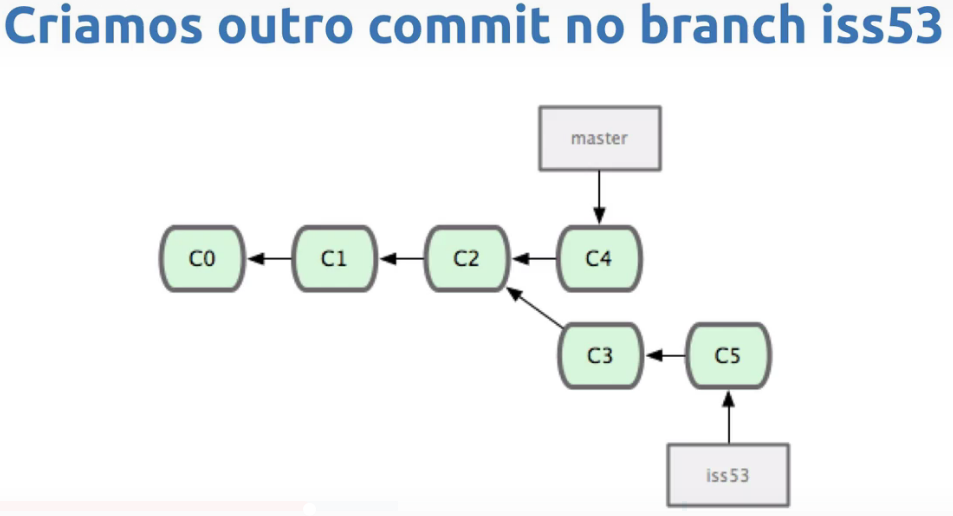 Criamos outro commit no branch iss53
master
C0
C1
C2
C4
C3
C5
iss53